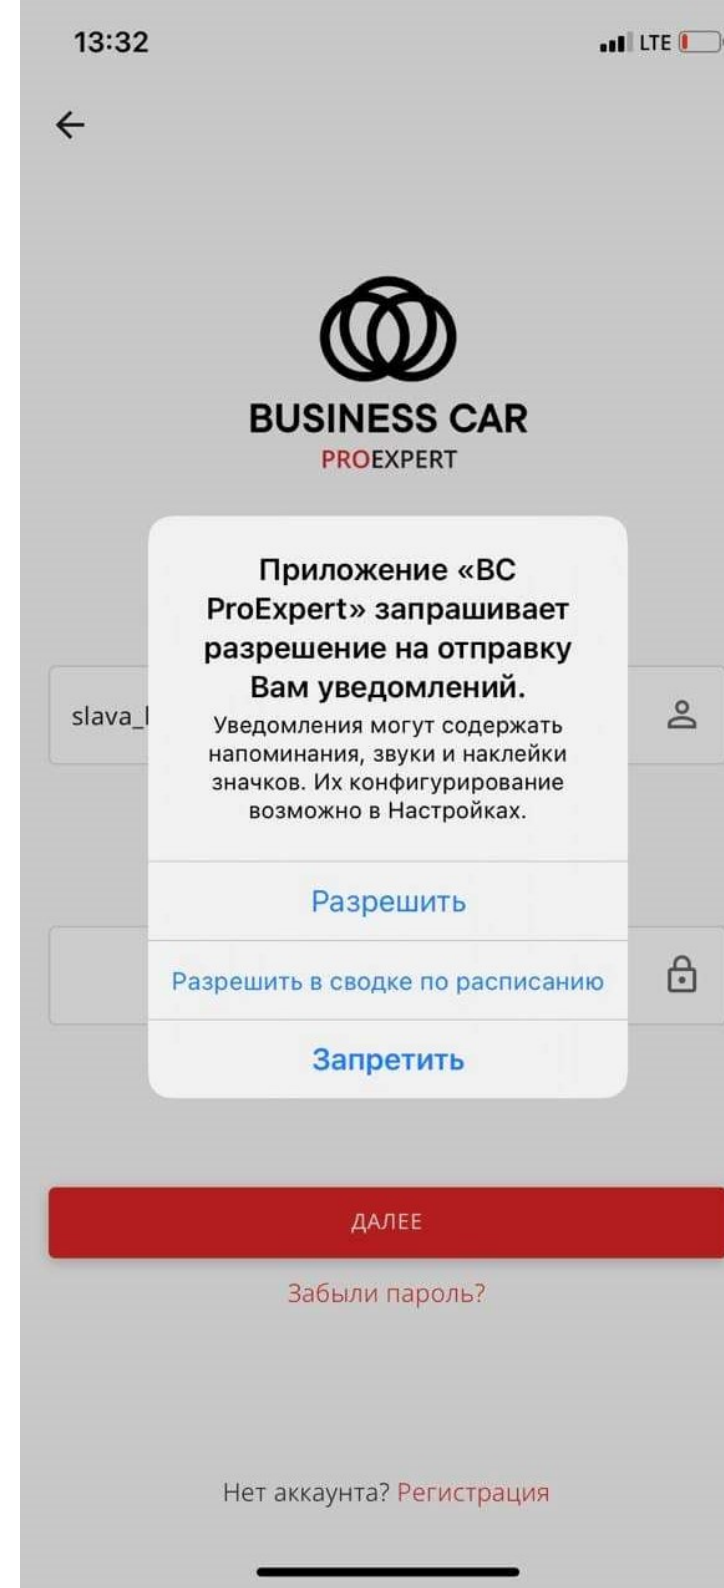 13:32
LTE
BUSINESS CAR
PROEXPERT
Приложение «BC
ProExpert» запрашивает
разрешение на отправку
Вам уведомлений.
Уведомления могут содержать
напоминания, звуки и наклейки
значков. Их конфигурирование
возможно в Настройках.
slava_
Разрешить
Разрешить в сводке по расписанию
Запретить
ДАЛЕЕ
Забыли пароль?
Нет аккаунта? Регистрация